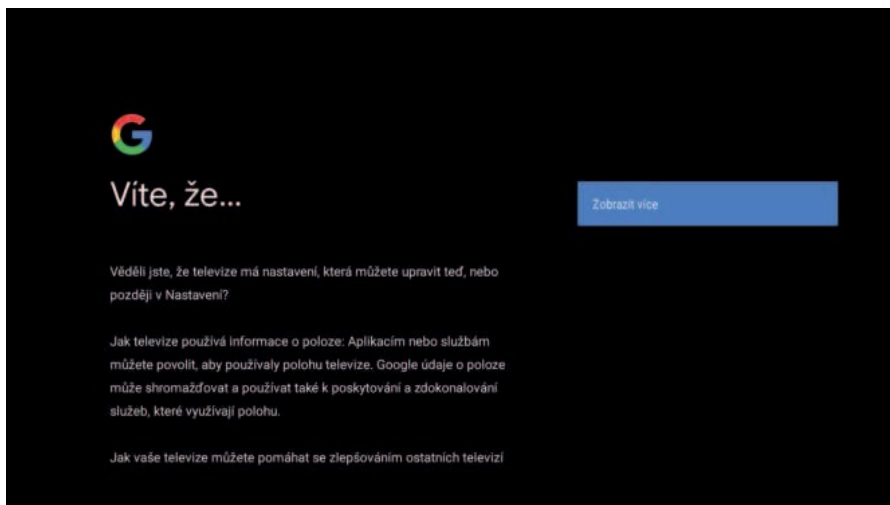 Víte, že...
Zobrazit více
Věděli jste, že televize má nastavení, která můžete upravit teď, nebo
později v Nastavení?
Jak televize používá informace o poloze: Aplikacím nebo službám
můžete povolit, aby používaly polohu televize. Google údaje o poloze
může shromažďovat a používat také k poskytování a zdokonalování
služeb, které využívají polohu.
Jak vaše televize můžete pomáhat se zlepšováním ostatních televizí